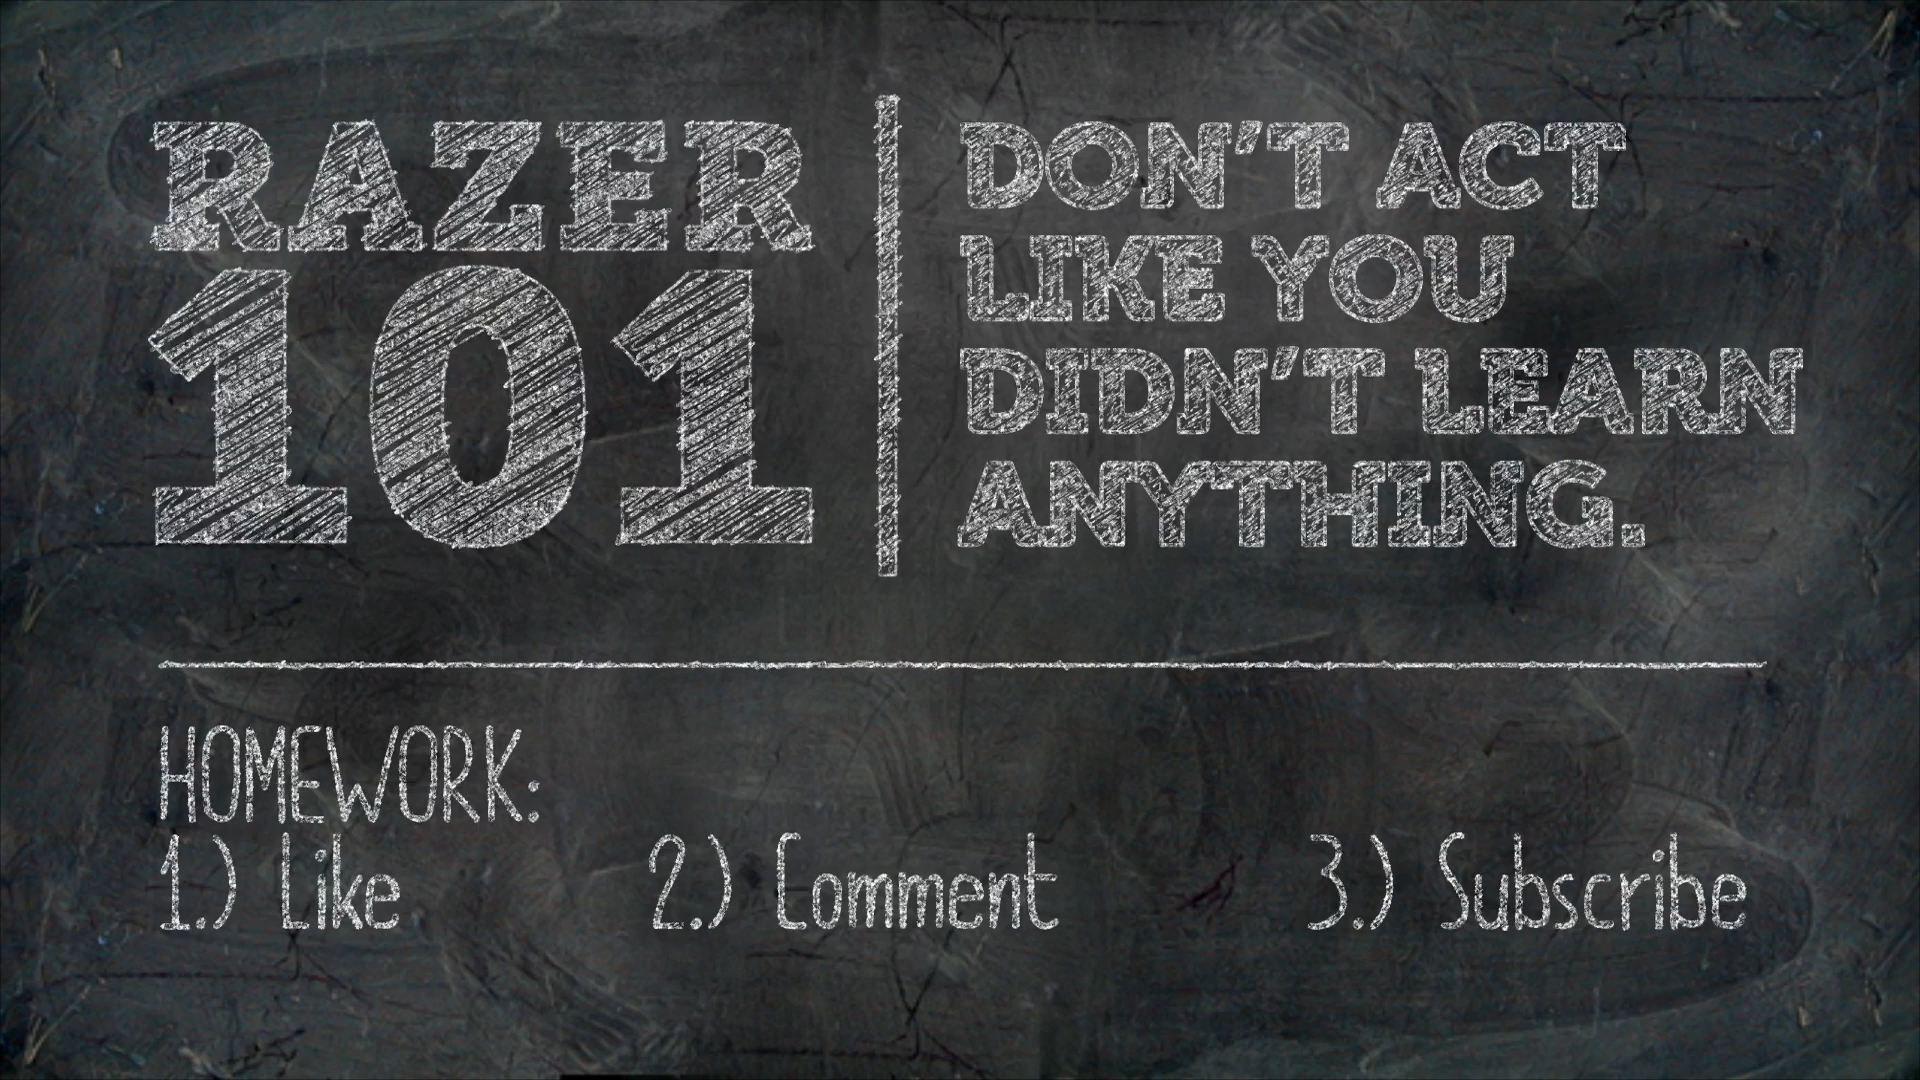 RAZER
101
DON'T ACT
LIKE YOU
DIDN'T LEARN
ANYTHING.
HOMEWORK:
1.) Like
2.) Comment
3.) Subscribe